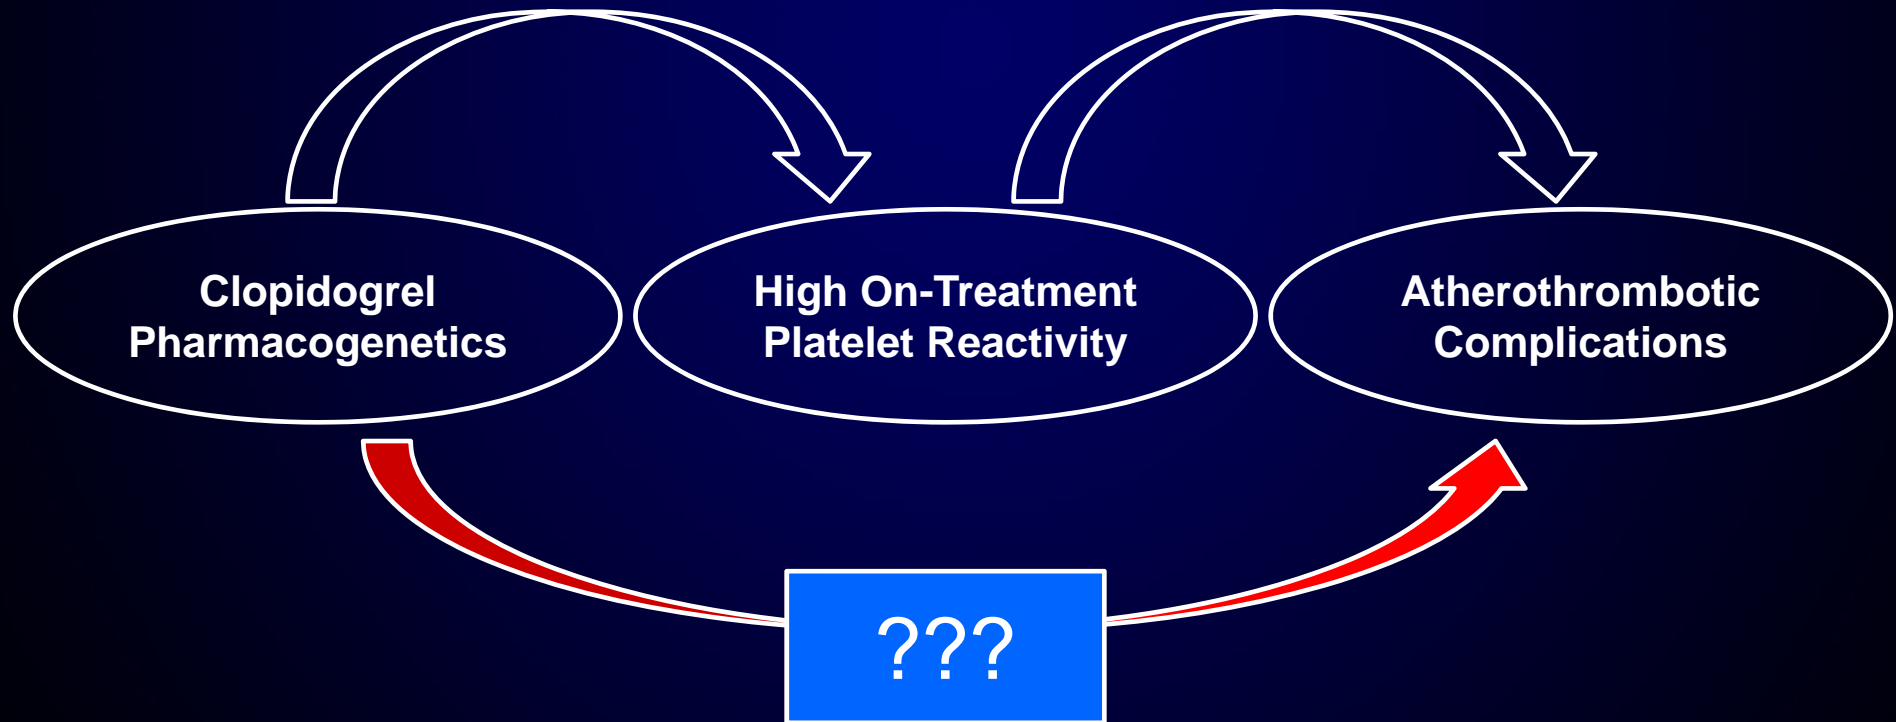 Clopidogrel
Pharmacogenetics
High On-Treatment
Platelet Reactivity
Atherothrombotic
Complications
???